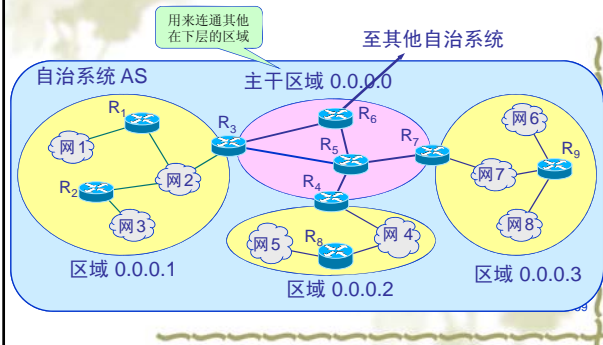 用来连通其他
在下层的区域
至其他自治系统
自治系统 AS
主干区域 0.0.0.0
R1
R3
R6
网6
网1
R5
R7
R9
网2
R2
R4
网7
网3
网5
R8
网 4
网8
区域 0.0.0.1
区域 0.0.0.2
区域 0.0.0.3